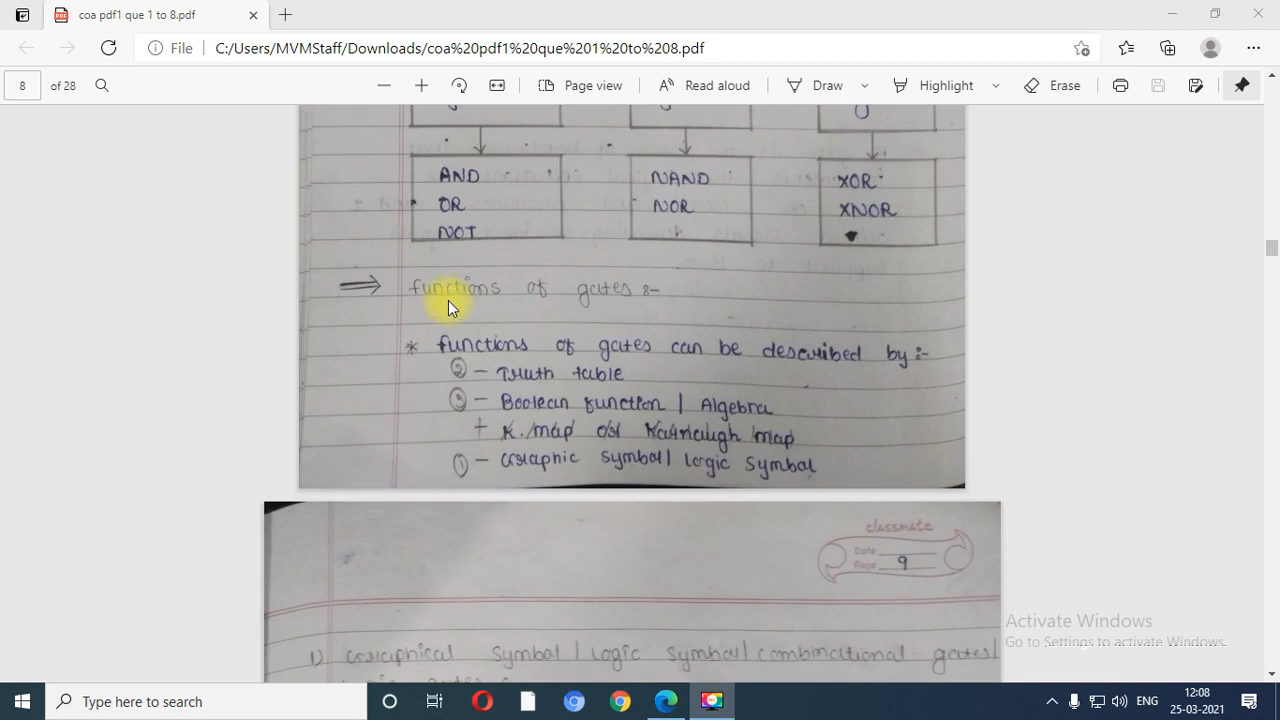 coa pdf1 que 1 to 8.pdf
File
C:/Users/MVMStaff/Downloads/coa%20pdf1%20que%201%20to%208.pdf
8 of 28
Page view
Read aloud
Draw
Highlight
Erase
AND
OR
NOT
NAND
NOR
XOR
XNOR
⇒ functions of gates :-
* functions of gates can be described by :-
② - Truth table
③ - Boolean function | Algebra
+ K. map or Karnaugh map
① - Graphic symbol | Logic symbol
classmate
Date
Page 9
1) Graphical symbol | Logic symbol | combinational gates |
Activate Windows
Go to Settings to activate Windows.
Type here to search
ENG
12:08
25-03-2021